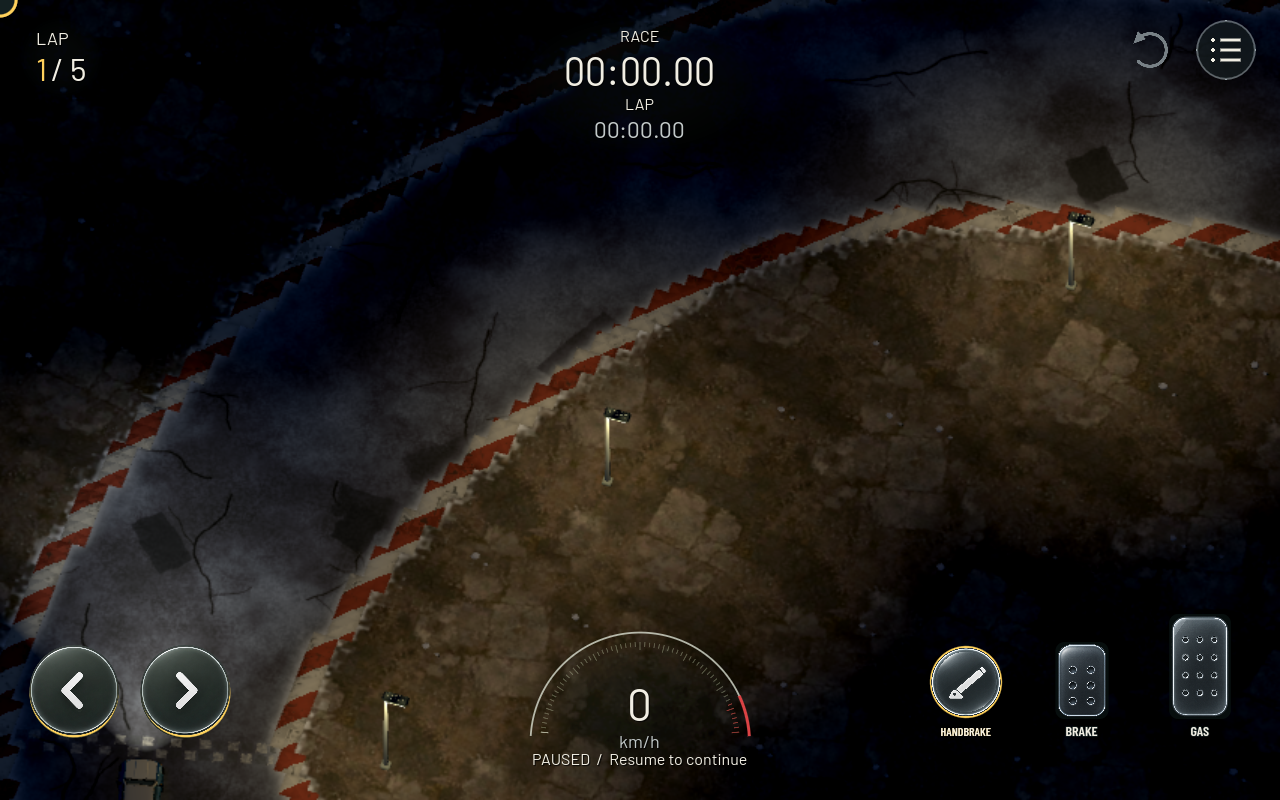 LAP
1/ 5
RACE
00:00.00
LAP
00:00.00
0
km/h
PAUSED / Resume to continue
HANDBRAKE
BRAKE
GAS